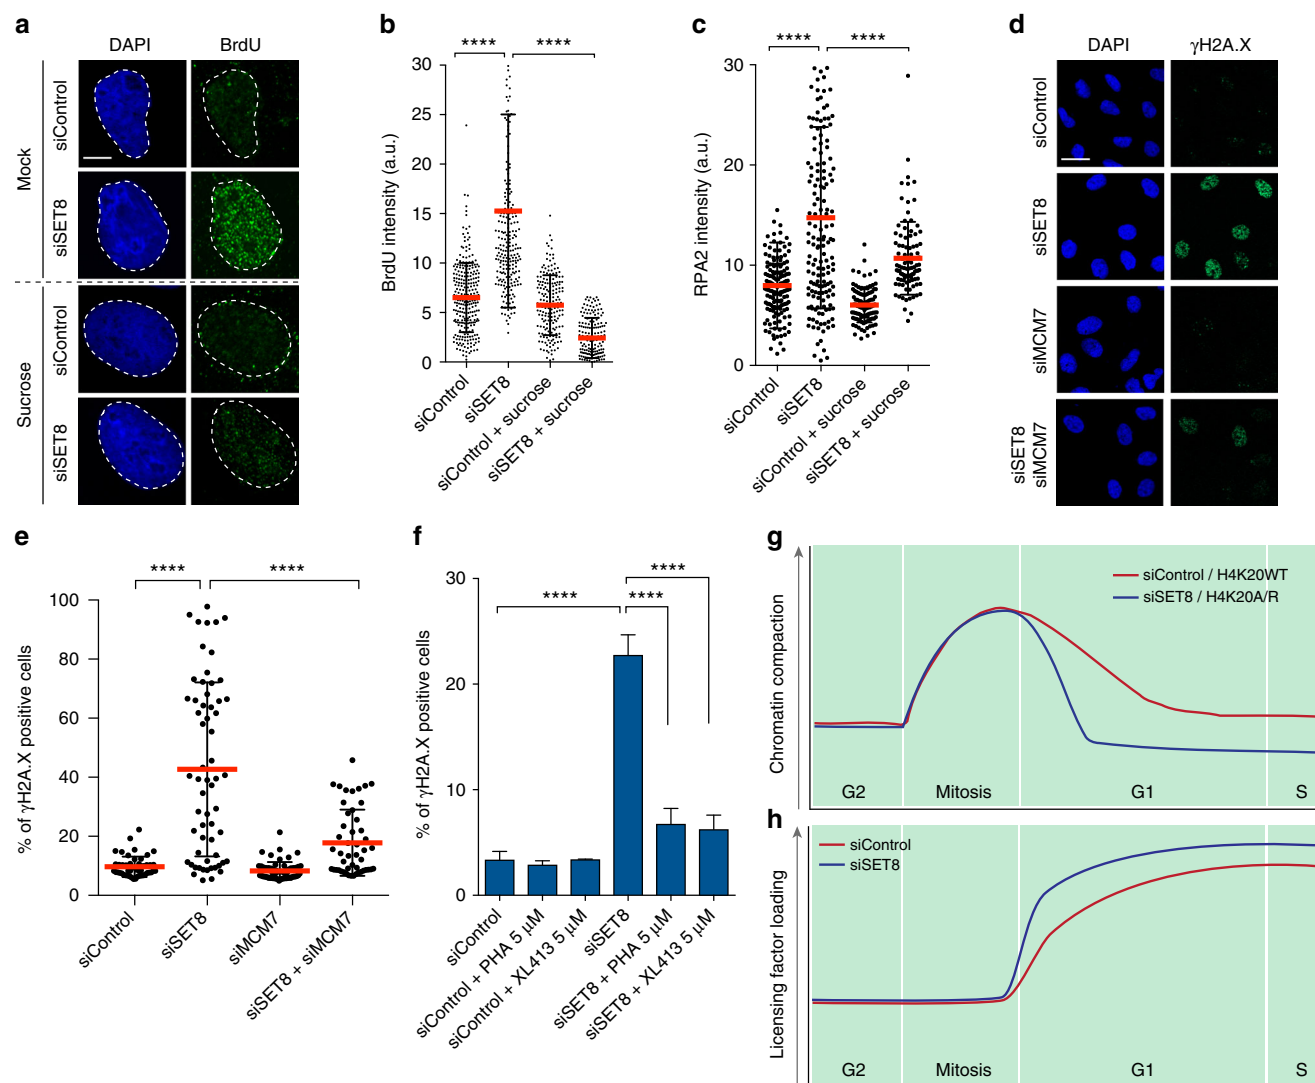 a
DAPI
BrdU
Mock
siControl
siSET8
Sucrose
siControl
siSET8
b
****
****
BrdU intensity (a.u.)
30
25
20
15
10
5
0
siControl
siSET8
siControl + sucrose
siSET8 + sucrose
c
****
****
RPA2 intensity (a.u.)
30
20
10
0
siControl
siSET8
siControl + sucrose
siSET8 + sucrose
d
DAPI
γH2A.X
siControl
siSET8
siMCM7
siSET8
siMCM7
e
****
****
% of γH2A.X positive cells
100
80
60
40
20
0
siControl
siSET8
siMCM7
siSET8 + siMCM7
f
****
****
****
% of γH2A.X positive cells
30
20
10
0
siControl
siControl + PHA 5 μM
siControl + XL413 5 μM
siSET8
siSET8 + PHA 5 μM
siSET8 + XL413 5 μM
g
Chromatin compaction
siControl / H4K20WT
siSET8 / H4K20A/R
G2
Mitosis
G1
S
h
Licensing factor loading
siControl
siSET8
G2
Mitosis
G1
S